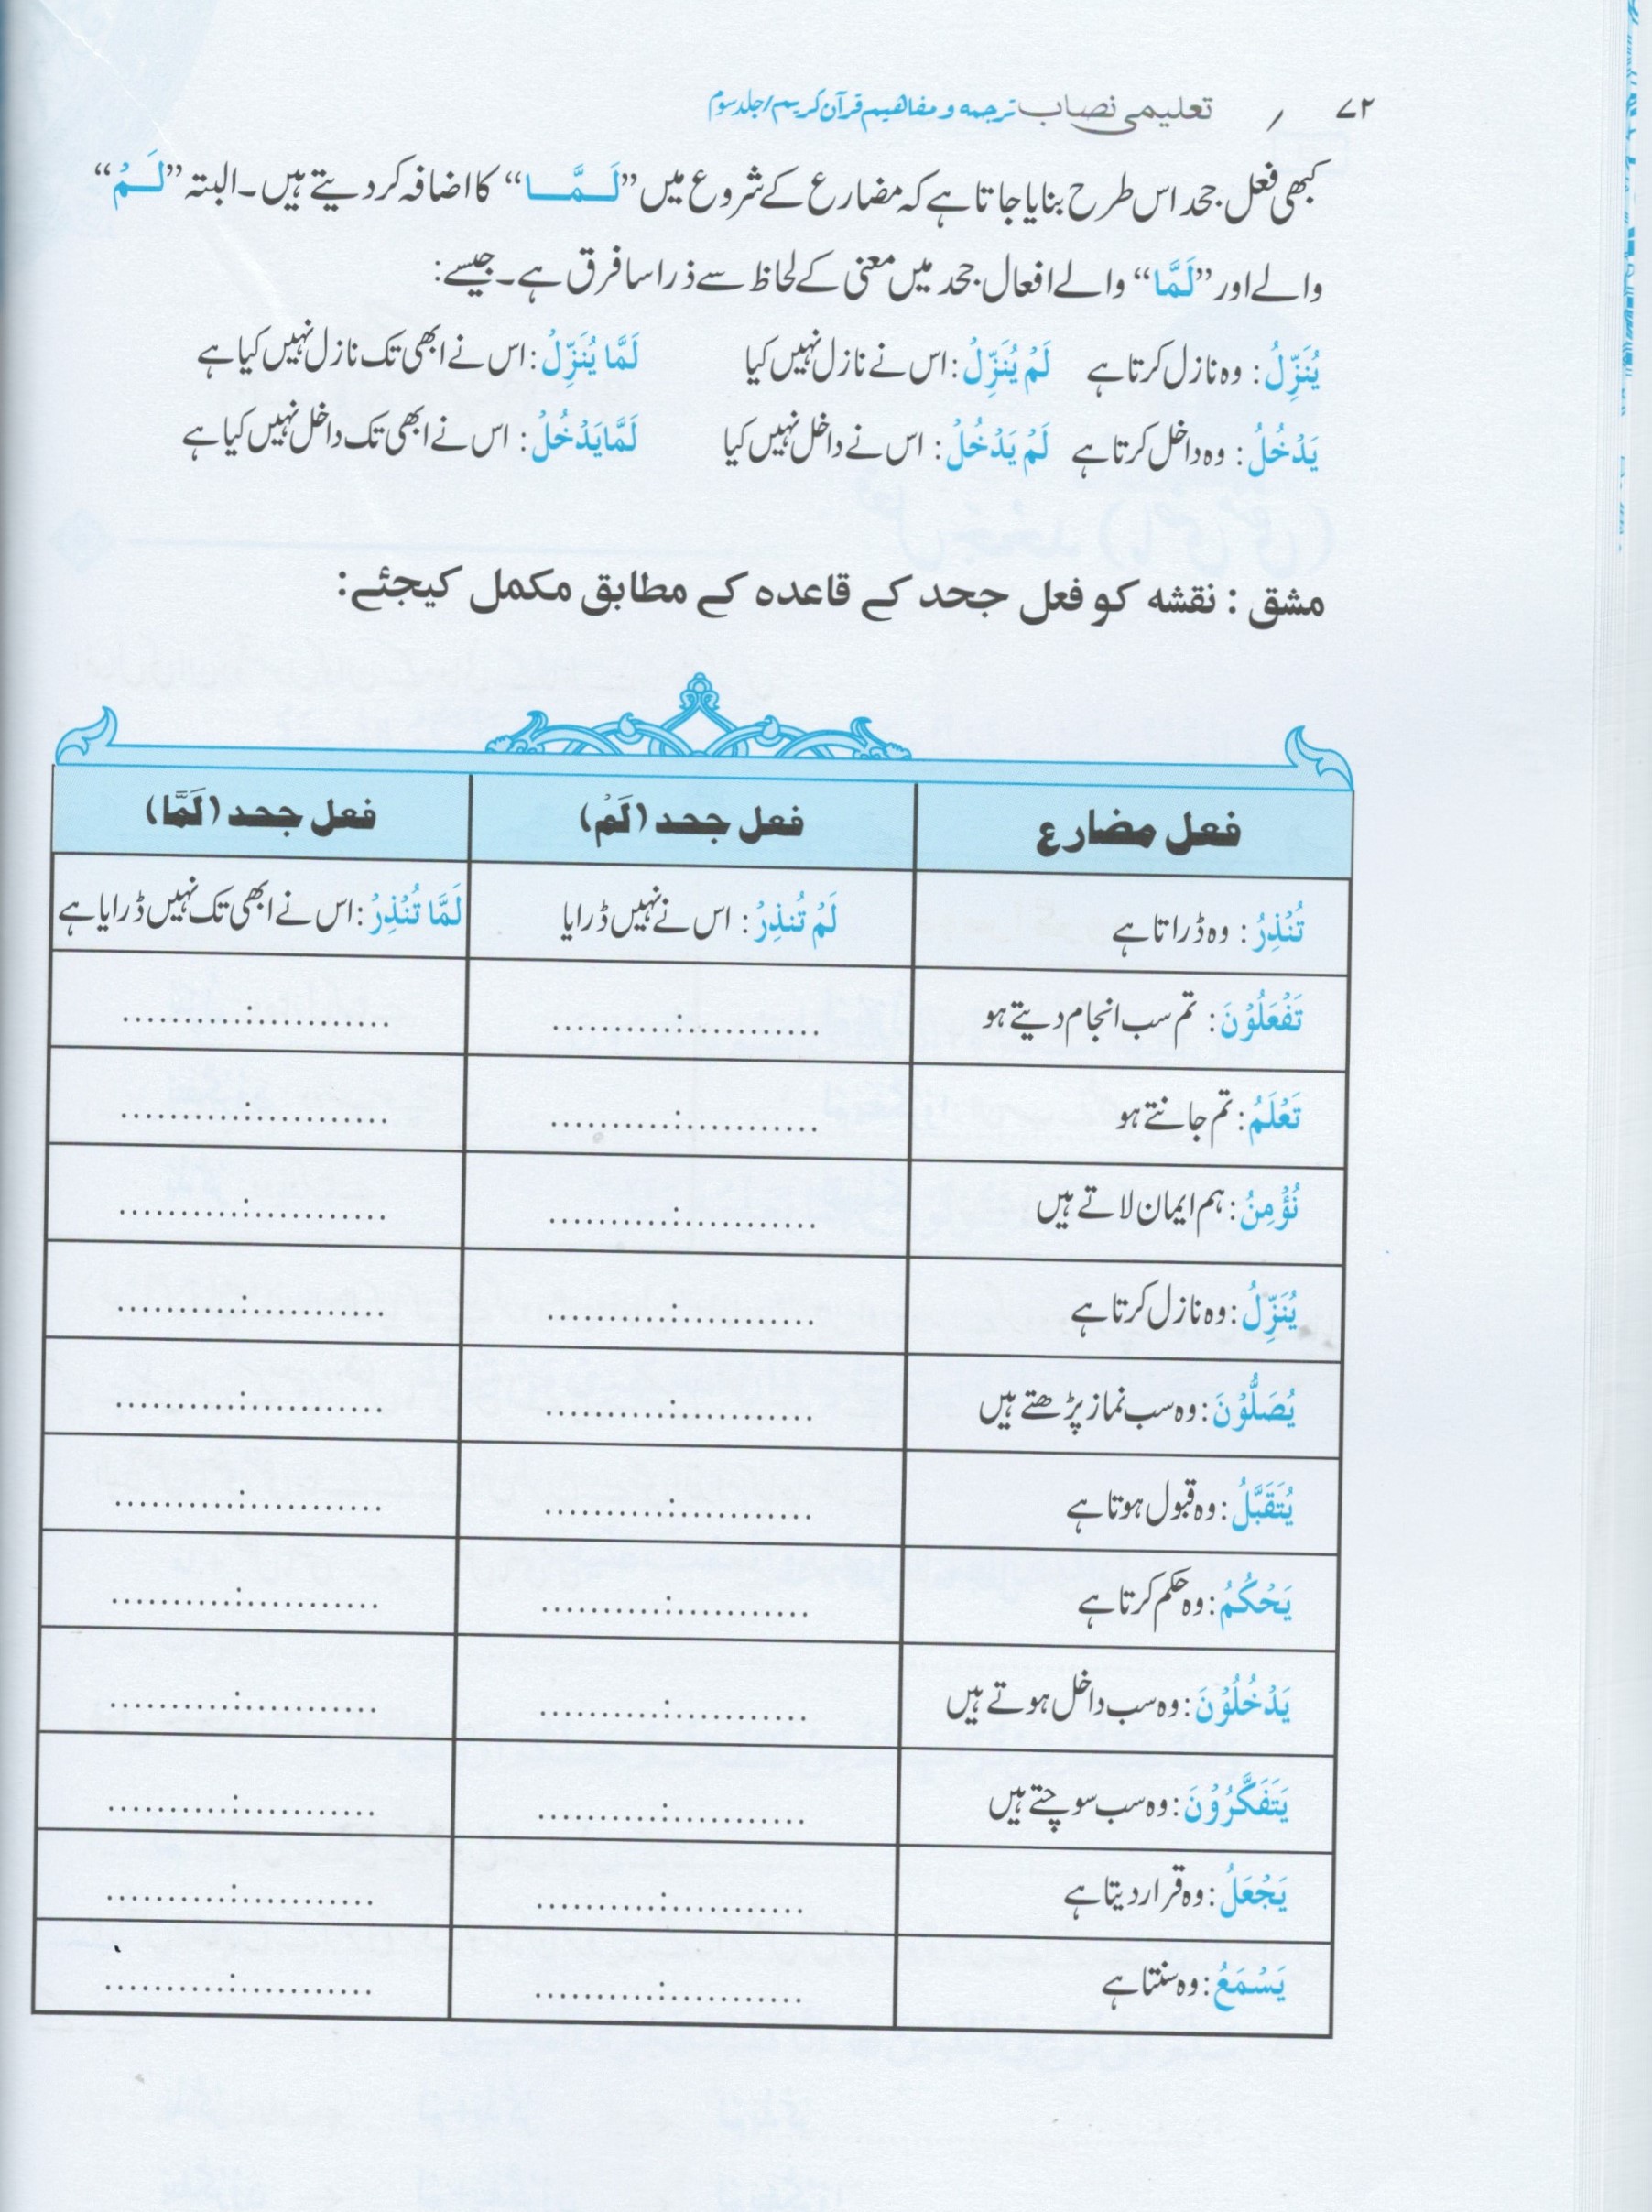 ۷۲ / تعلیمی نصاب ترجمہ و مفاهیم قرآن کریم/جلد سوم
کبھی فعل جحد اس طرح بنایا جاتا ہے کہ مضارع کے شروع میں ”لَمَّا“ کا اضافہ کردیتے ہیں۔ البتہ ”لَمْ“
والے اور ”لَمَّا“ والے افعال جحد میں معنی کے لحاظ سے ذرا سا فرق ہے۔ جیسے:
یُنَزِّلُ: وہ نازل کرتا ہے لَمْ یُنَزِّلْ: اس نے نازل نہیں کیا لَمَّا یُنَزِّلْ: اس نے ابھی تک نازل نہیں کیا ہے
یَدْخُلُ: وہ داخل کرتا ہے لَمْ یَدْخُلْ: اس نے داخل نہیں کیا لَمَّا یَدْخُلْ: اس نے ابھی تک داخل نہیں کیا ہے
مشق : نقشہ کو فعل جحد کے قاعدہ کے مطابق مکمل کیجئے:
فعل مضارع فعل جحد (لَمْ) فعل جحد (لَمَّا)
تُنْذِرُ: وہ ڈراتا ہے لَمْ تُنذِرْ: اس نے نہیں ڈرایا لَمَّا تُنْذِرْ: اس نے ابھی تک نہیں ڈرایا ہے
تَفْعَلُوْنَ: تم سب انجام دیتے ہو ...........:........... ...........:...........
تَعْلَمُ: تم جانتے ہو ...........:........... ...........:...........
نُؤْمِنُ: ہم ایمان لاتے ہیں ...........:........... ...........:...........
یُنَزِّلُ: وہ نازل کرتا ہے ...........:........... ...........:...........
یُصَلُّوْنَ: وہ سب نماز پڑھتے ہیں ...........:........... ...........:...........
یُتَقَبَّلُ: وہ قبول ہوتا ہے ...........:........... ...........:...........
یَحْکُمُ: وہ حکم کرتا ہے ...........:........... ...........:...........
یَدْخُلُوْنَ: وہ سب داخل ہوتے ہیں ...........:........... ...........:...........
یَتَفَکَّرُوْنَ: وہ سب سوچتے ہیں ...........:........... ...........:...........
یَجْعَلُ: وہ قرار دیتا ہے ...........:........... ...........:...........
یَسْمَعُ: وہ سنتا ہے ...........:........... ...........:...........